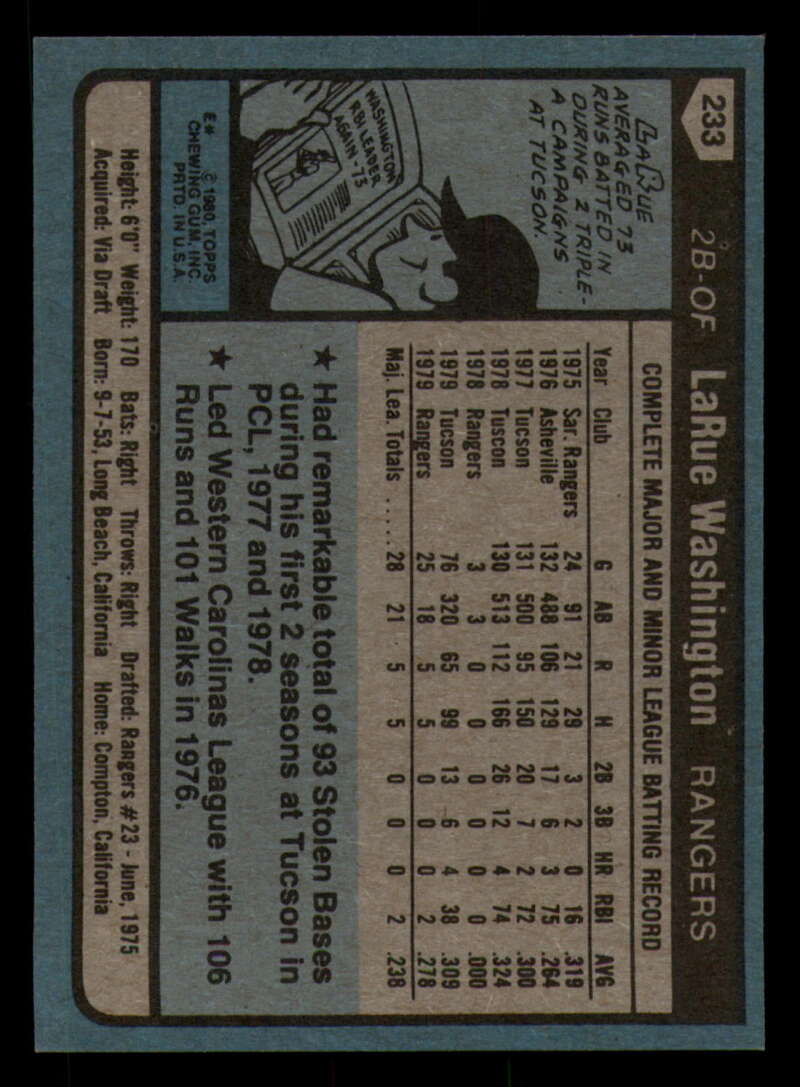 233
2B-OF LaRue Washington RANGERS
COMPLETE MAJOR AND MINOR LEAGUE BATTING RECORD
Year Club G AB R H 2B 3B HR RBI AVG
1975 Sar. Rangers 24 91 21 29 3 2 0 16 .319
1976 Asheville 132 488 106 129 17 6 3 75 .264
1977 Tucson 131 500 95 150 20 7 2 72 .300
1978 Tuscon 130 513 112 166 26 12 4 74 .324
1978 Rangers 3 3 0 0 0 0 0 0 .000
1979 Tucson 76 320 65 99 13 6 4 38 .309
1979 Rangers 25 18 5 5 0 0 0 2 .278
Maj. Lea. Totals ..... 28 21 5 5 0 0 0 2 .238
★ Had remarkable total of 93 Stolen Bases
during his first 2 seasons at Tucson in
PCL, 1977 and 1978.
★ Led Western Carolinas League with 106
Runs and 101 Walks in 1976.
LARUE
AVERAGED 73
RUNS BATTED IN
DURING 2 TRIPLE-
A CAMPAIGNS
AT TUCSON.
WASHINGTON
RBI LEADER
AGAIN-73
E* © 1980, TOPPS
CHEWING GUM, INC.
PRTD. IN U.S.A.
Height: 6'0" Weight: 170 Bats: Right Throws: Right Drafted: Rangers #23 - June, 1975
Acquired: Via Draft Born: 9-7-53, Long Beach, California Home: Compton, California